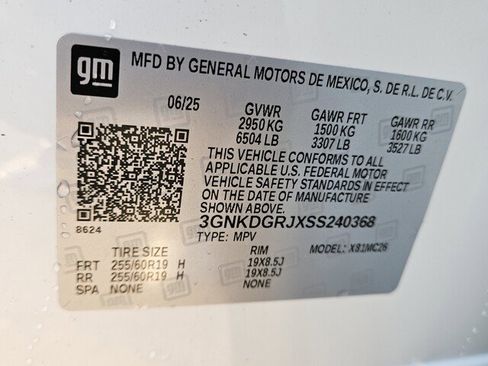 gm
MFD BY GENERAL MOTORS DE MEXICO, S. DE R.L. DE C.V.
06/25 GVWR GAWR FRT GAWR RR
2950 KG 1500 KG 1600 KG
6504 LB 3307 LB 3527 LB
THIS VEHICLE CONFORMS TO ALL
APPLICABLE U.S. FEDERAL MOTOR
VEHICLE SAFETY STANDARDS IN EFFECT
ON THE DATE OF MANUFACTURE
SHOWN ABOVE.
3GNKDGRJXSS240368
8624 TYPE: MPV MODEL: X81MC26
TIRE SIZE RIM
FRT 255/60R19 H 19X8.5J
RR 255/60R19 H 19X8.5J
SPA NONE NONE